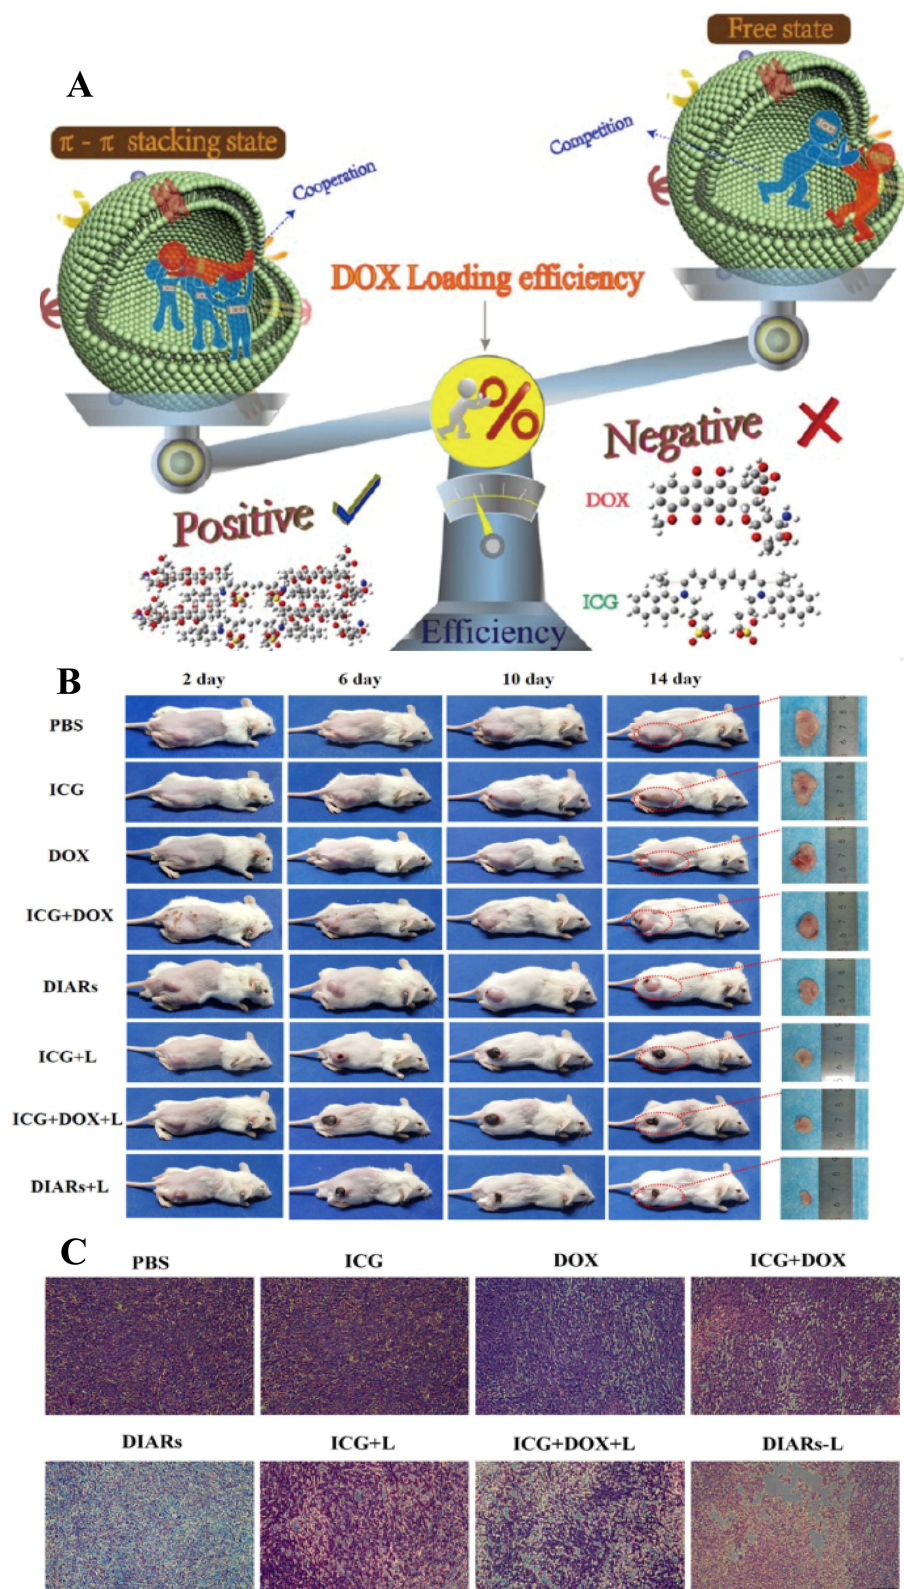 A
Free state
π - π stacking state
Competition
Cooperation
DOX Loading efficiency
%
Negative
Positive
DOX
ICG
Efficiency
B
2 day 6 day 10 day 14 day
PBS
ICG
DOX
ICG+DOX
DIARs
ICG+L
ICG+DOX+L
DIARs+L
C
PBS ICG DOX ICG+DOX
DIARs ICG+L ICG+DOX+L DIARs-L